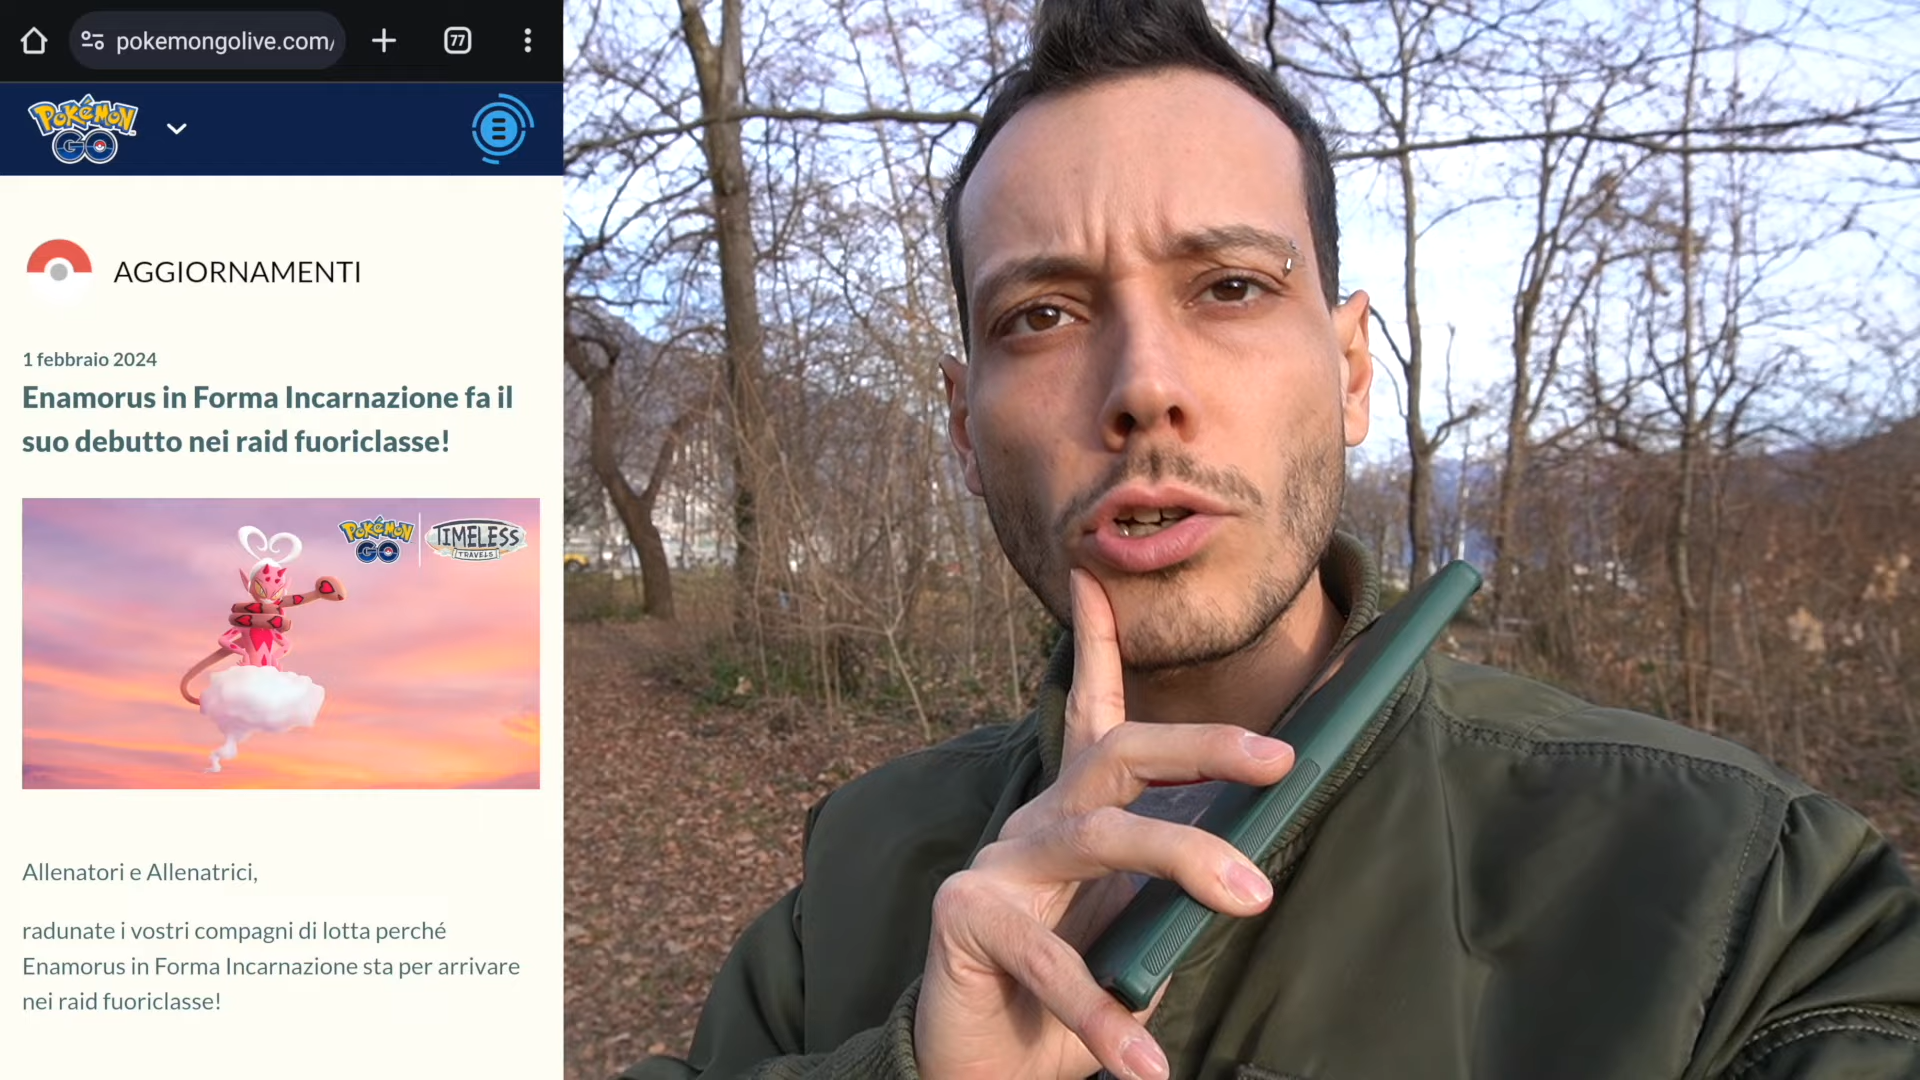 pokemongolive.com/
77
POKéMON
GO
AGGIORNAMENTI
1 febbraio 2024
Enamorus in Forma Incarnazione fa il
suo debutto nei raid fuoriclasse!
POKéMON
GO
TIMELESS
TRAVELS
Allenatori e Allenatrici,
radunate i vostri compagni di lotta perché
Enamorus in Forma Incarnazione sta per arrivare
nei raid fuoriclasse!